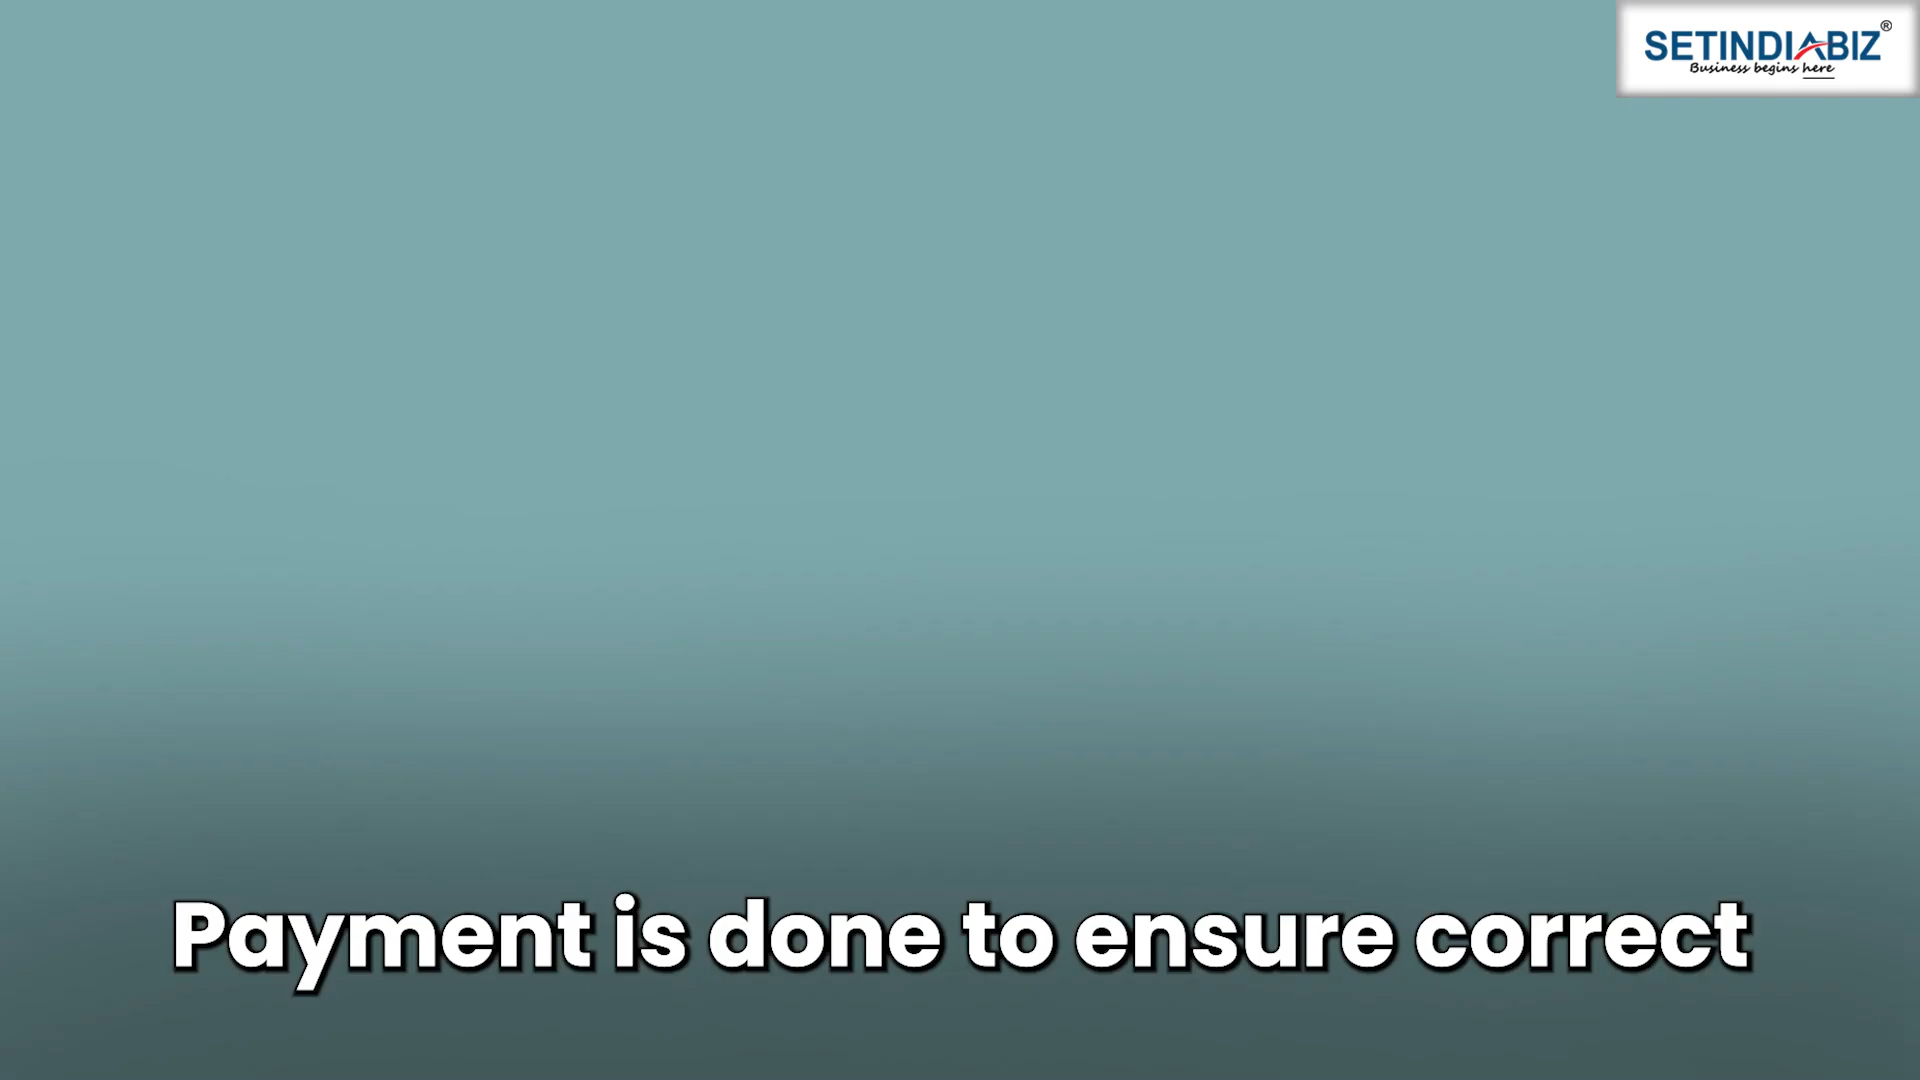 SETINDIABIZ®
Business begins here
Payment is done to ensure correct